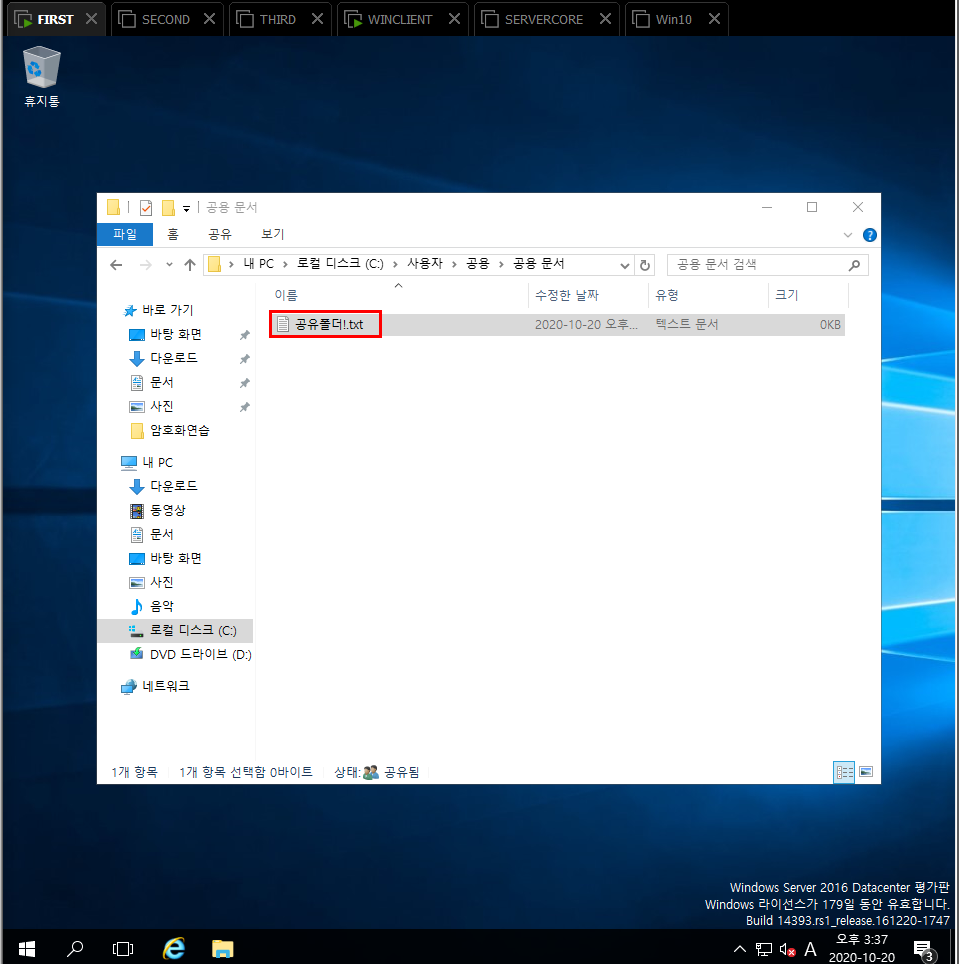 FIRST SECOND THIRD WINCLIENT SERVERCORE Win10
휴지통
공용 문서
파일 홈 공유 보기
내 PC 로컬 디스크 (C:) 사용자 공용 공용 문서 공용 문서 검색
이름 수정한 날짜 유형 크기
공유폴더!.txt 2020-10-20 오후... 텍스트 문서 0KB
바로 가기
바탕 화면
다운로드
문서
사진
암호화연습
내 PC
다운로드
동영상
문서
바탕 화면
사진
음악
로컬 디스크 (C:)
DVD 드라이브 (D:)
네트워크
1개 항목 1개 항목 선택함 0바이트 상태: 공유됨
Windows Server 2016 Datacenter 평가판
Windows 라이선스가 179일 동안 유효합니다.
Build 14393.rs1_release.161220-1747
A 오후 3:37
2020-10-20 3